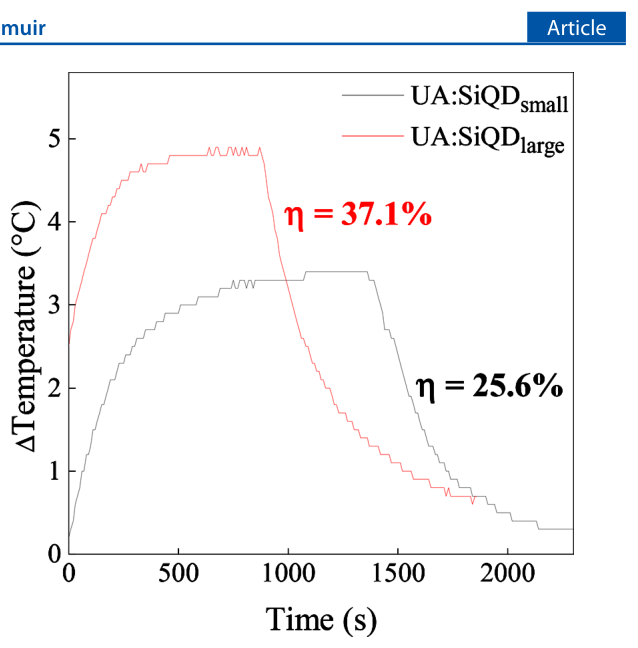 muir
Article
UA:SiQDsmall
UA:SiQDlarge
5
4
3
2
1
0
η = 37.1%
η = 25.6%
ΔTemperature (°C)
0 500 1000 1500 2000
Time (s)